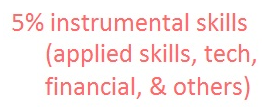 5% instrumental skills
(applied skills, tech,
financial, & others)